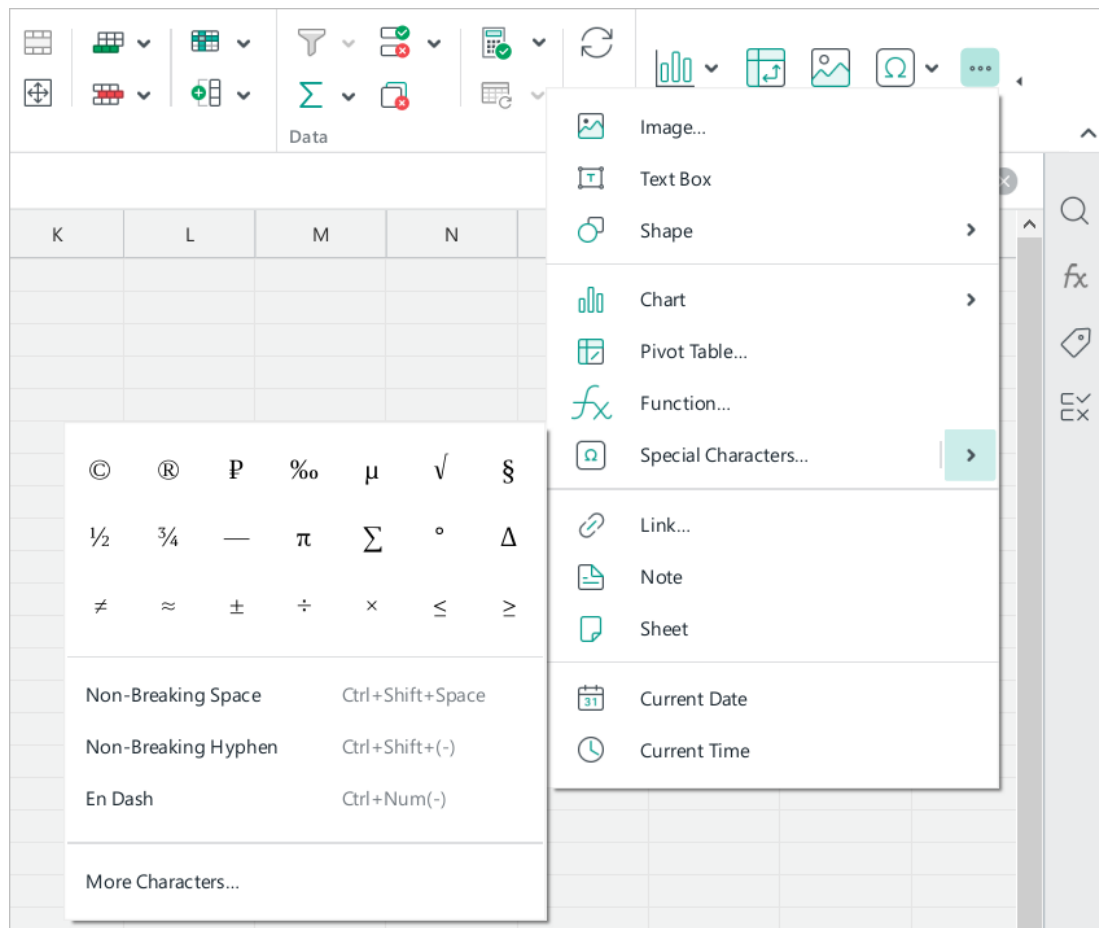 Data
K L M N
Image...
Text Box
Shape
Chart
Pivot Table...
Function...
Special Characters...
Link...
Note
Sheet
31
Current Date
Current Time
© ® ₽ ‰ µ √ §
½ ¾ — π ∑ ° Δ
≠ ≈ ± ÷ × ≤ ≥
Non-Breaking Space Ctrl+Shift+Space
Non-Breaking Hyphen Ctrl+Shift+(-)
En Dash Ctrl+Num(-)
More Characters...